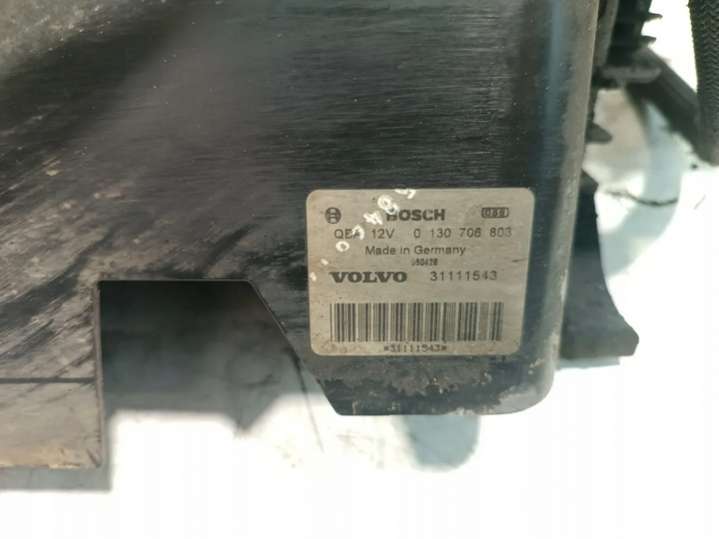 BOSCH
12V 0 130 706 803
Made in Germany
VOLVO 31111543
*31111543*